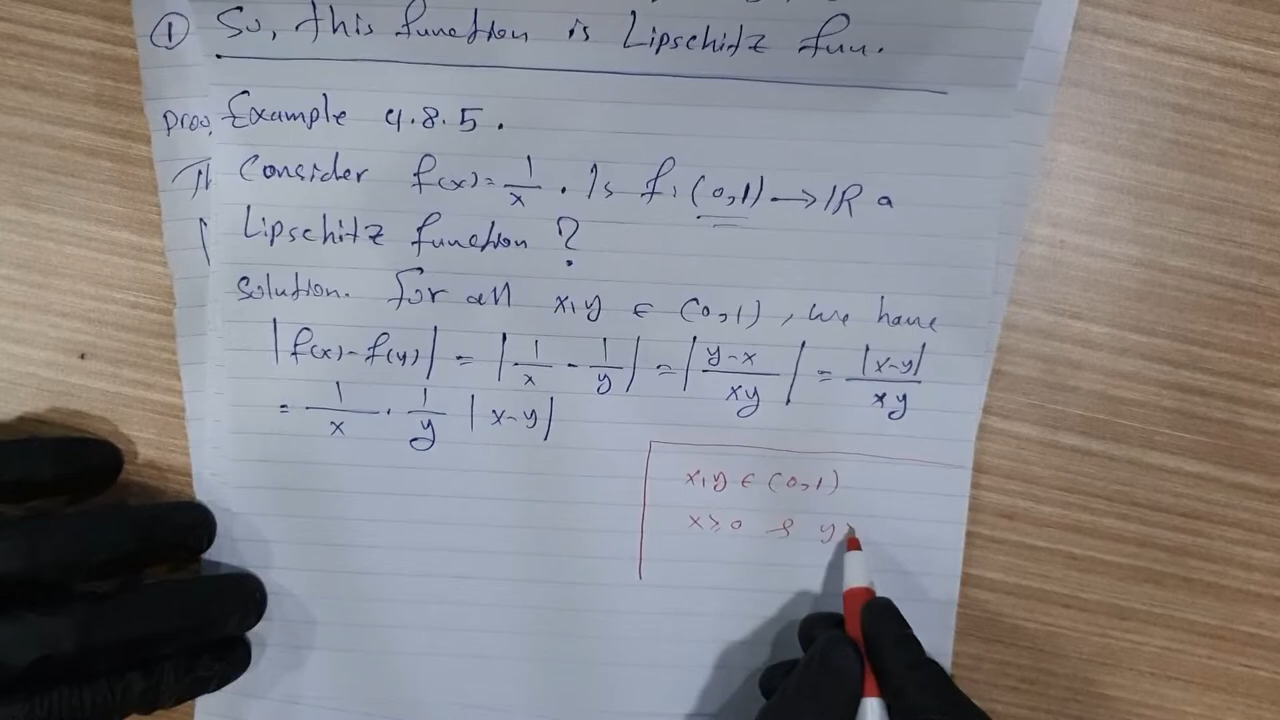 ① So, this function is Lipschitz fun.
Proo, Example 4.8.5.
Consider f(x)=1/x. Is f: (0,1) → ℝ a
Lipschitz function ?
Solution. For all x,y ∈ (0,1), we have
|f(x)-f(y)| = |1/x - 1/y| = |(y-x)/(xy)| = |x-y|/(xy)
= 1/x · 1/y |x-y|
x,y ∈ (0,1)
x≥0 & y>